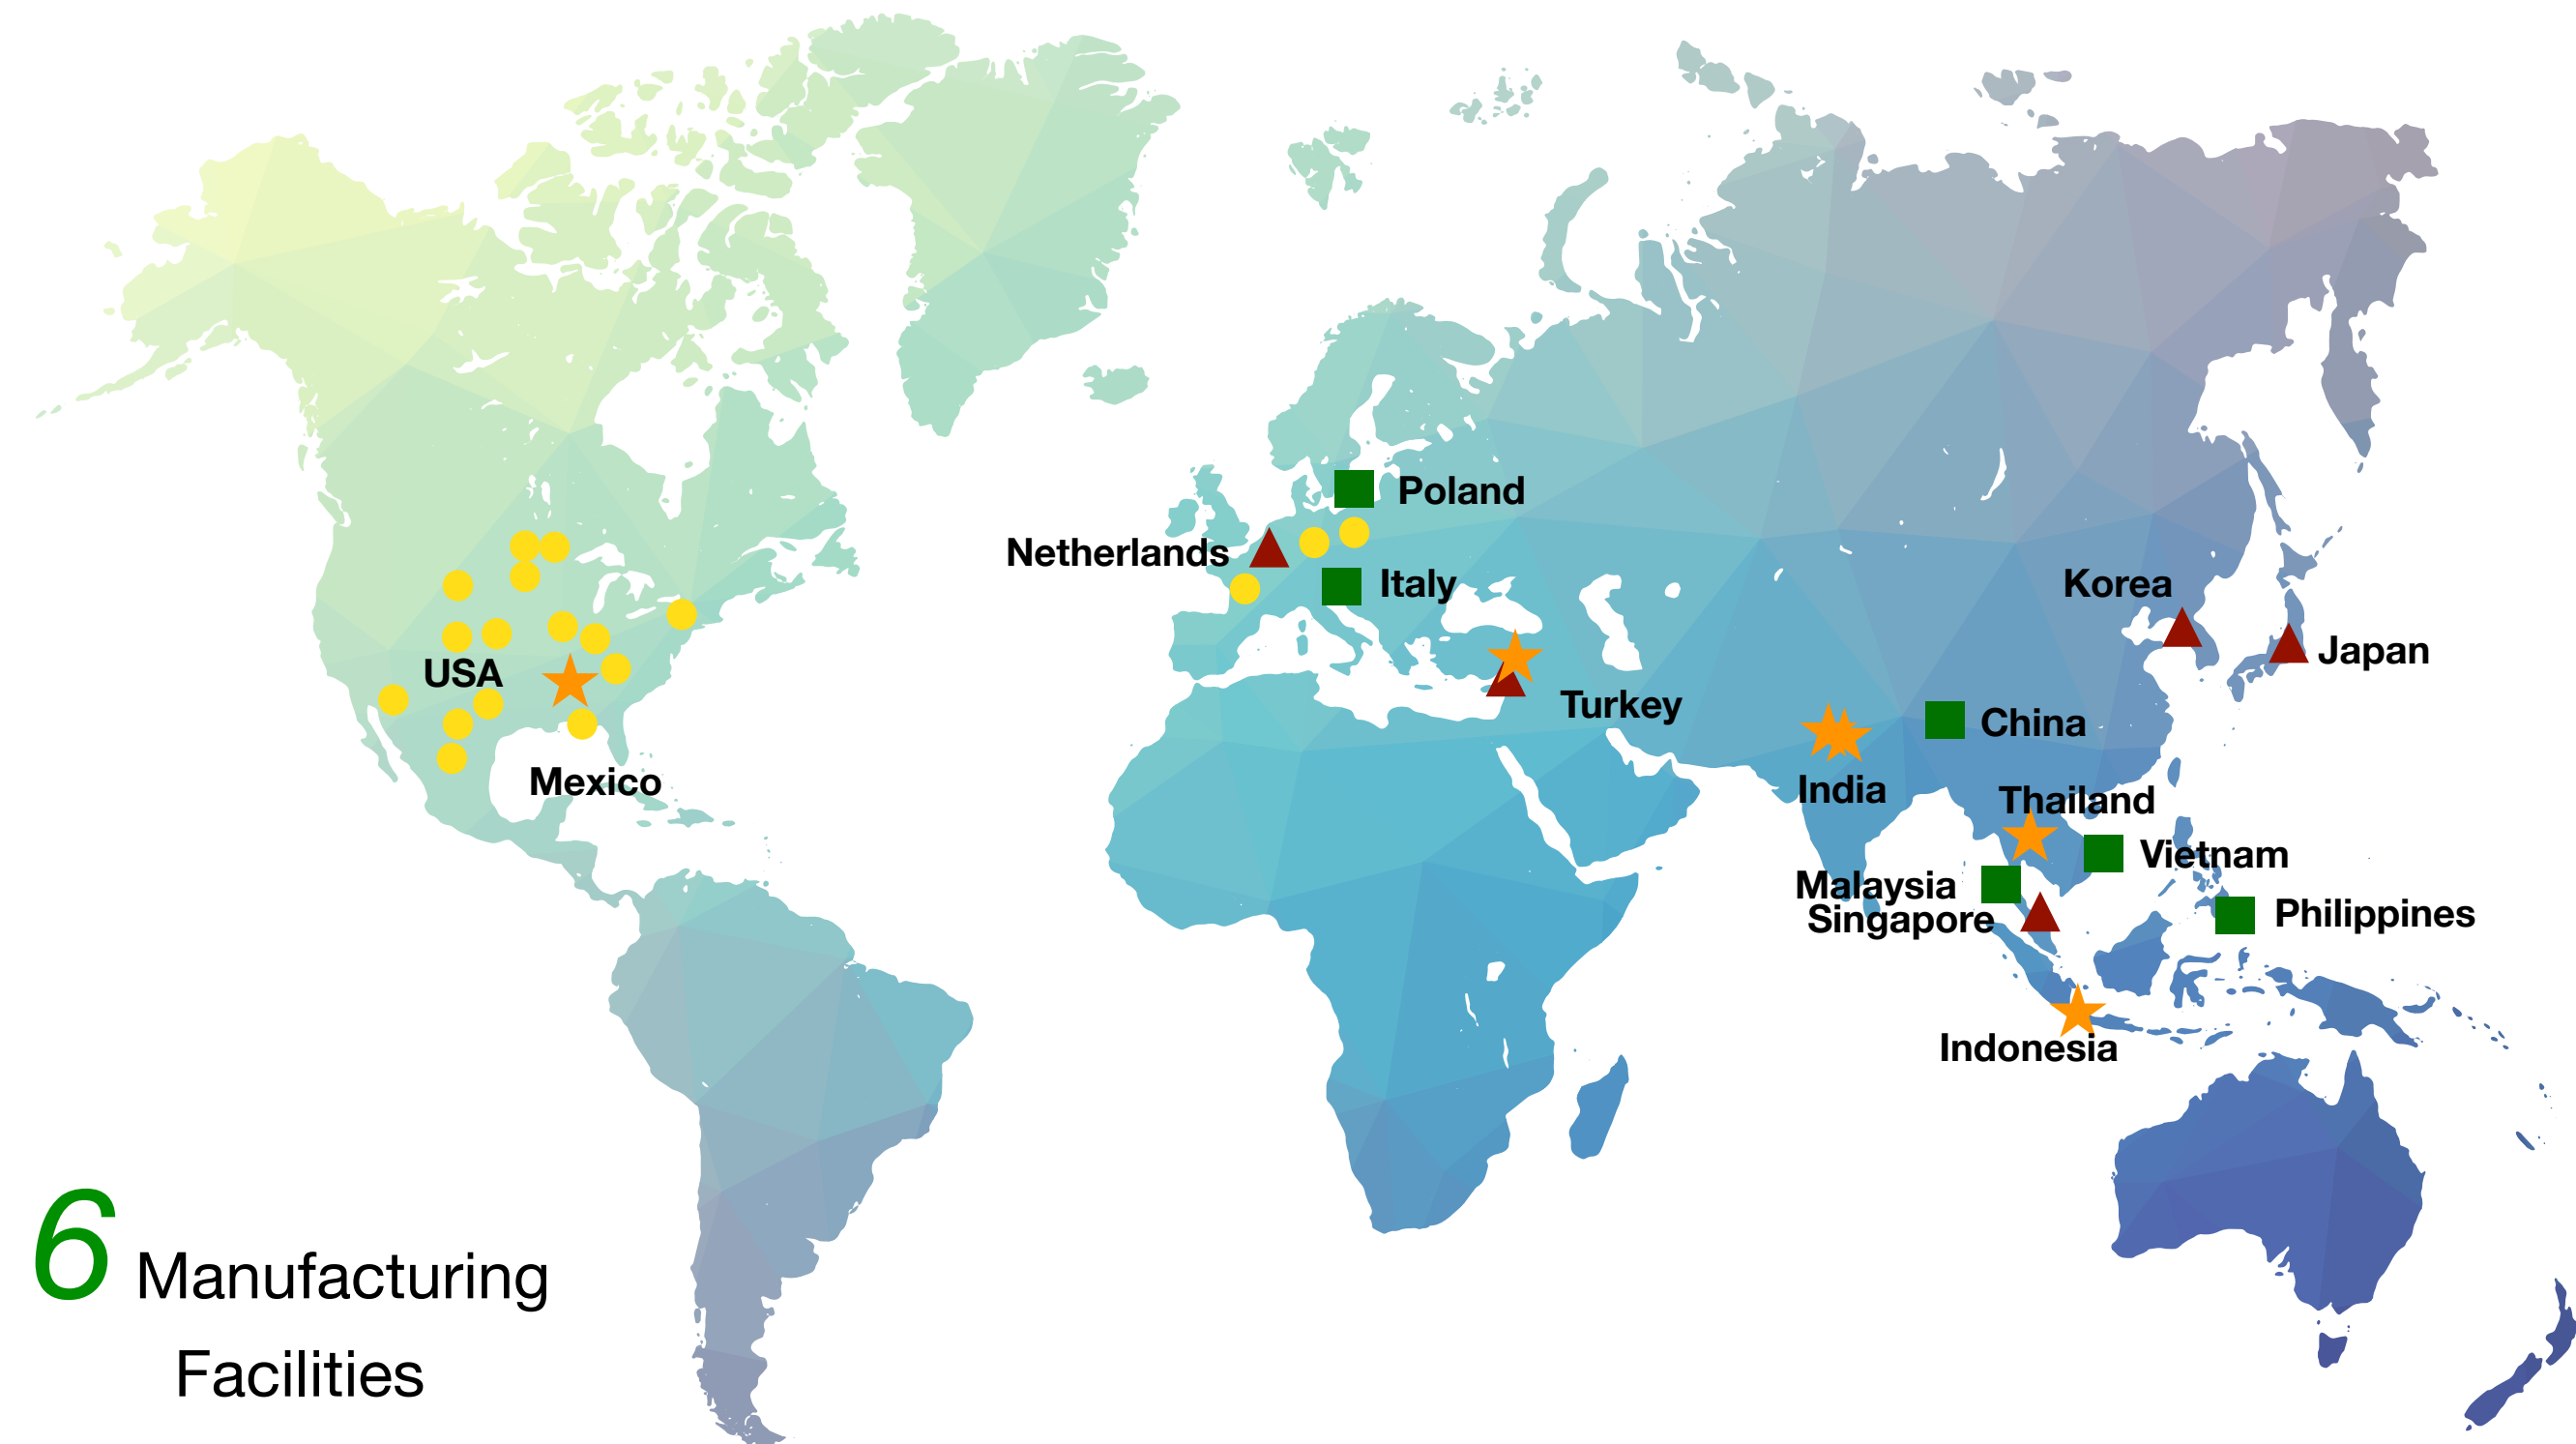 Poland
Netherlands
Italy
Korea
Japan
USA
Turkey
China
Mexico
India
Thailand
Vietnam
Malaysia
Singapore
Philippines
Indonesia
6 Manufacturing
Facilities